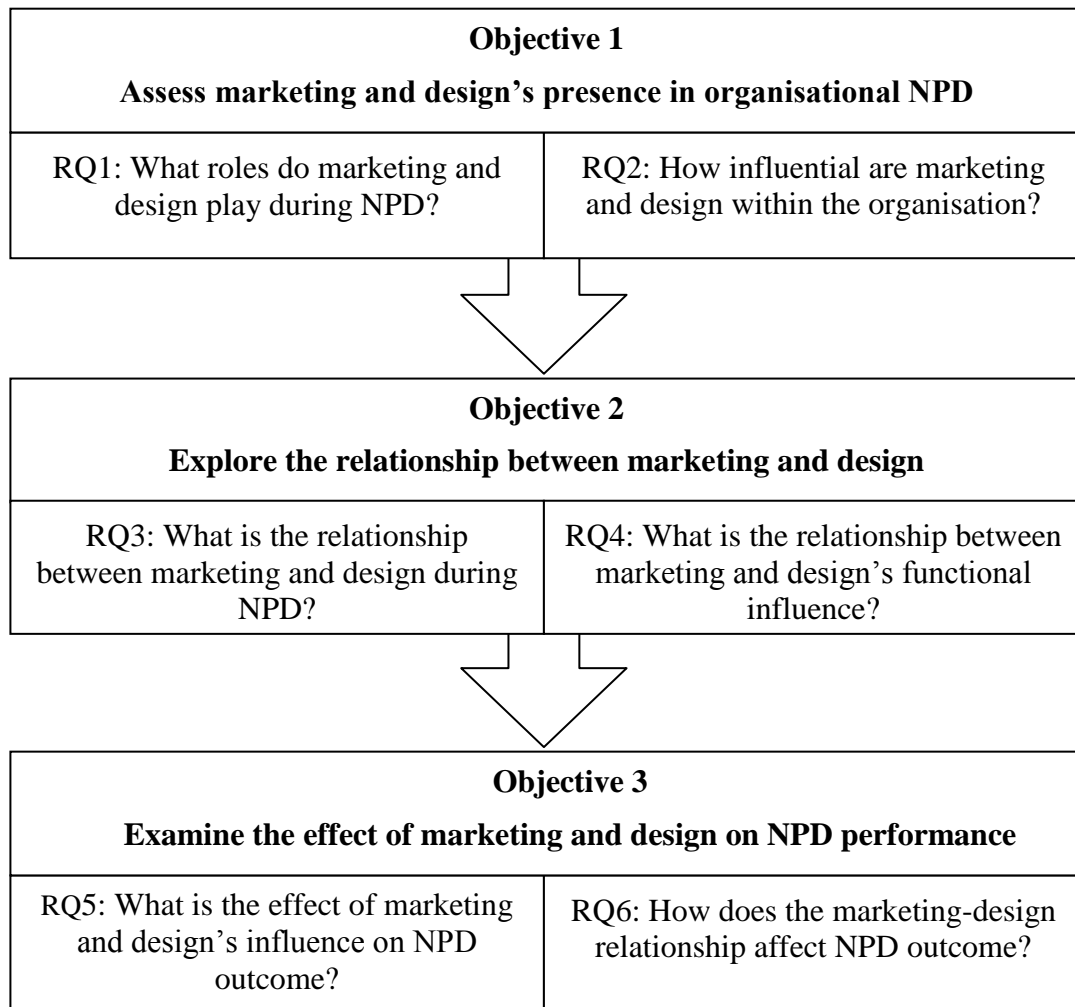 Objective 1
Assess marketing and design’s presence in organisational NPD
RQ1: What roles do marketing and
design play during NPD?
RQ2: How influential are marketing
and design within the organisation?
Objective 2
Explore the relationship between marketing and design
RQ3: What is the relationship
between marketing and design during
NPD?
RQ4: What is the relationship between
marketing and design’s functional
influence?
Objective 3
Examine the effect of marketing and design on NPD performance
RQ5: What is the effect of marketing
and design’s influence on NPD
outcome?
RQ6: How does the marketing-design
relationship affect NPD outcome?